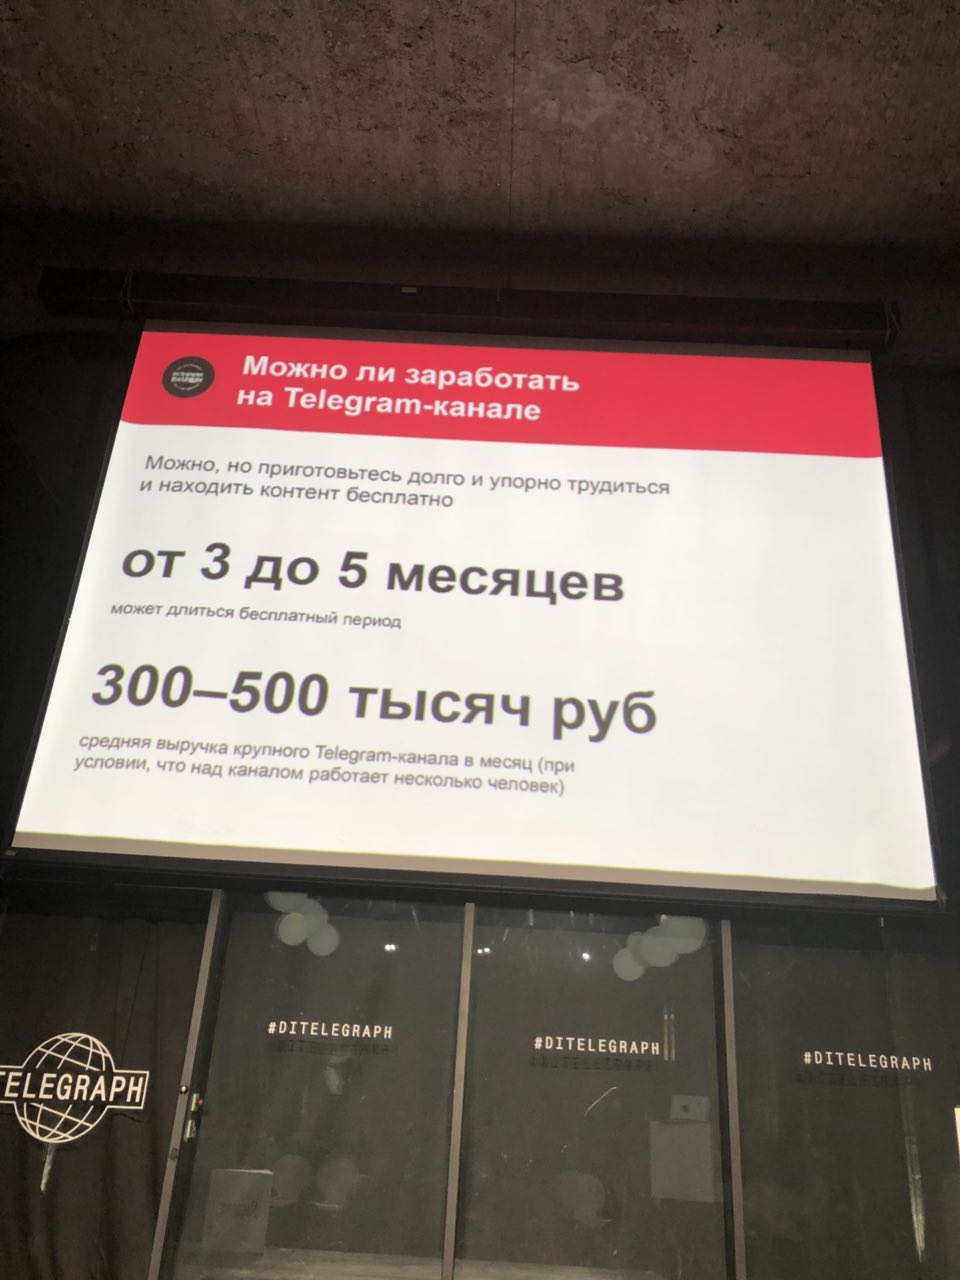 Можно ли заработать
на Telegram-канале
Можно, но приготовьтесь долго и упорно трудиться
и находить контент бесплатно
от 3 до 5 месяцев
может длиться бесплатный период
300–500 тысяч руб
средняя выручка крупного Telegram-канала в месяц (при
условии, что над каналом работает несколько человек)
#DITELEGRAPH
#DITELEGRAPH
#DITELEGRAPH
TELEGRAPH